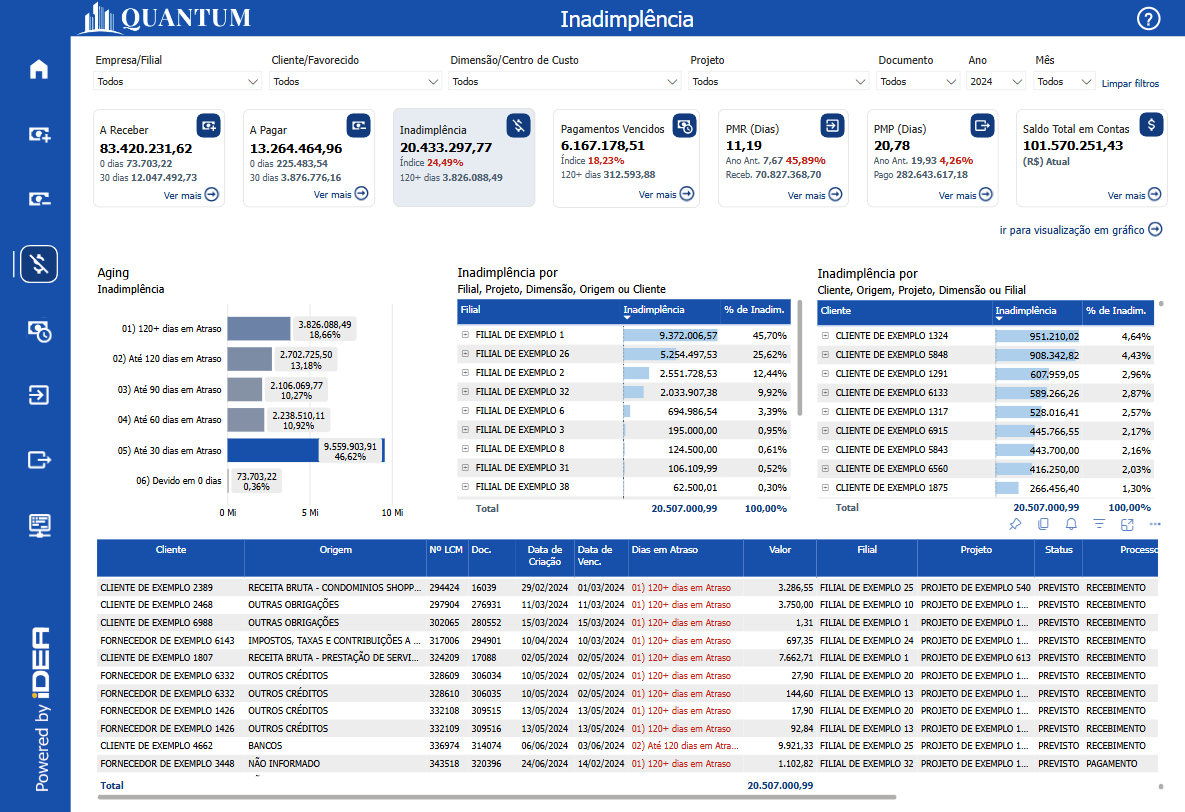 QUANTUM
Inadimplência
?
Empresa/Filial Cliente/Favorecido Dimensão/Centro de Custo Projeto Documento Ano Mês
Todos Todos Todos Todos Todos 2024 Todos Limpar filtros
A Receber
83.420.231,62
0 dias 73.703,22
30 dias 12.047.492,73
Ver mais
A Pagar
13.264.464,96
0 dias 225.483,54
30 dias 3.876.776,16
Ver mais
Inadimplência
20.433.297,77
Índice 24,49%
120+ dias 3.826.088,49
Pagamentos Vencidos
6.167.178,51
Índice 18,23%
120+ dias 312.593,88
Ver mais
PMR (Dias)
11,19
Ano Ant. 7,67 45,89%
Receb. 70.827.368,70
Ver mais
PMP (Dias)
20,78
Ano Ant. 19,93 4,26%
Pago 282.643.617,18
Ver mais
$
Saldo Total em Contas
101.570.251,43
(R$) Atual
Ver mais
ir para visualização em gráfico
Aging
Inadimplência
01) 120+ dias em Atraso 3.826.088,49
18,66%
02) Até 120 dias em Atraso 2.702.725,50
13,18%
03) Até 90 dias em Atraso 2.106.069,77
10,27%
04) Até 60 dias em Atraso 2.238.510,11
10,92%
05) Até 30 dias em Atraso 9.559.903,91
46,62%
06) Devido em 0 dias 73.703,22
0,36%
0 Mi 5 Mi 10 Mi
Inadimplência por
Filial, Projeto, Dimensão, Origem ou Cliente
Filial Inadimplência % de Inadim.
FILIAL DE EXEMPLO 1 9.372.006,57 45,70%
FILIAL DE EXEMPLO 26 5.254.497,53 25,62%
FILIAL DE EXEMPLO 2 2.551.728,53 12,44%
FILIAL DE EXEMPLO 32 2.033.907,38 9,92%
FILIAL DE EXEMPLO 6 694.986,54 3,39%
FILIAL DE EXEMPLO 3 195.000,00 0,95%
FILIAL DE EXEMPLO 8 124.500,00 0,61%
FILIAL DE EXEMPLO 31 106.109,99 0,52%
FILIAL DE EXEMPLO 38 62.500,01 0,30%
Total 20.507.000,99 100,00%
Inadimplência por
Cliente, Origem, Projeto, Dimensão ou Filial
Cliente Inadimplência % de Inadim.
CLIENTE DE EXEMPLO 1324 951.210,02 4,64%
CLIENTE DE EXEMPLO 5848 908.342,82 4,43%
CLIENTE DE EXEMPLO 1291 607.959,05 2,96%
CLIENTE DE EXEMPLO 6133 589.266,26 2,87%
CLIENTE DE EXEMPLO 1317 528.016,41 2,57%
CLIENTE DE EXEMPLO 6915 445.766,55 2,17%
CLIENTE DE EXEMPLO 5843 443.700,00 2,16%
CLIENTE DE EXEMPLO 6560 416.250,00 2,03%
CLIENTE DE EXEMPLO 1875 266.456,40 1,30%
Total 20.507.000,99 100,00%
Cliente Origem Nº LCM Doc. Data de Criação Data de Venc. Dias em Atraso Valor Filial Projeto Status Processo
CLIENTE DE EXEMPLO 2389 RECEITA BRUTA - CONDOMINIOS SHOPP... 294424 16039 29/02/2024 01/03/2024 01) 120+ dias em Atraso 3.286,55 FILIAL DE EXEMPLO 25 PROJETO DE EXEMPLO 540 PREVISTO RECEBIMENTO
CLIENTE DE EXEMPLO 2468 OUTRAS OBRIGAÇÕES 297904 276931 11/03/2024 11/03/2024 01) 120+ dias em Atraso 3.750,00 FILIAL DE EXEMPLO 10 PROJETO DE EXEMPLO 1... PREVISTO RECEBIMENTO
CLIENTE DE EXEMPLO 6988 OUTRAS OBRIGAÇÕES 302065 280552 15/03/2024 15/03/2024 01) 120+ dias em Atraso 1,31 FILIAL DE EXEMPLO 1 PROJETO DE EXEMPLO 1... PREVISTO RECEBIMENTO
FORNECEDOR DE EXEMPLO 6143 IMPOSTOS, TAXAS E CONTRIBUIÇÕES A ... 317006 294901 10/04/2024 10/03/2024 01) 120+ dias em Atraso 697,35 FILIAL DE EXEMPLO 24 PROJETO DE EXEMPLO 1... PREVISTO RECEBIMENTO
CLIENTE DE EXEMPLO 1807 RECEITA BRUTA - PRESTAÇÃO DE SERVI... 324209 17088 02/05/2024 02/05/2024 01) 120+ dias em Atraso 7.662,71 FILIAL DE EXEMPLO 1 PROJETO DE EXEMPLO 613 PREVISTO RECEBIMENTO
FORNECEDOR DE EXEMPLO 6332 OUTROS CRÉDITOS 328609 306034 10/05/2024 02/05/2024 01) 120+ dias em Atraso 27,90 FILIAL DE EXEMPLO 20 PROJETO DE EXEMPLO 1... PREVISTO RECEBIMENTO
FORNECEDOR DE EXEMPLO 6332 OUTROS CRÉDITOS 328610 306035 10/05/2024 02/05/2024 01) 120+ dias em Atraso 144,60 FILIAL DE EXEMPLO 13 PROJETO DE EXEMPLO 1... PREVISTO RECEBIMENTO
FORNECEDOR DE EXEMPLO 1426 OUTROS CRÉDITOS 332108 309515 13/05/2024 10/05/2024 01) 120+ dias em Atraso 17,90 FILIAL DE EXEMPLO 20 PROJETO DE EXEMPLO 1... PREVISTO RECEBIMENTO
FORNECEDOR DE EXEMPLO 1426 OUTROS CRÉDITOS 332109 309516 13/05/2024 10/05/2024 01) 120+ dias em Atraso 92,84 FILIAL DE EXEMPLO 13 PROJETO DE EXEMPLO 1... PREVISTO RECEBIMENTO
CLIENTE DE EXEMPLO 4662 BANCOS 336974 314074 06/06/2024 03/06/2024 02) Até 120 dias em Atra... 9.921,33 FILIAL DE EXEMPLO 25 PROJETO DE EXEMPLO 1... PREVISTO RECEBIMENTO
FORNECEDOR DE EXEMPLO 3448 NÃO INFORMADO 343518 320396 24/06/2024 14/02/2024 01) 120+ dias em Atraso 1.102,82 FILIAL DE EXEMPLO 32 PROJETO DE EXEMPLO 1... PREVISTO PAGAMENTO
Total 20.507.000,99
Powered by iDEA